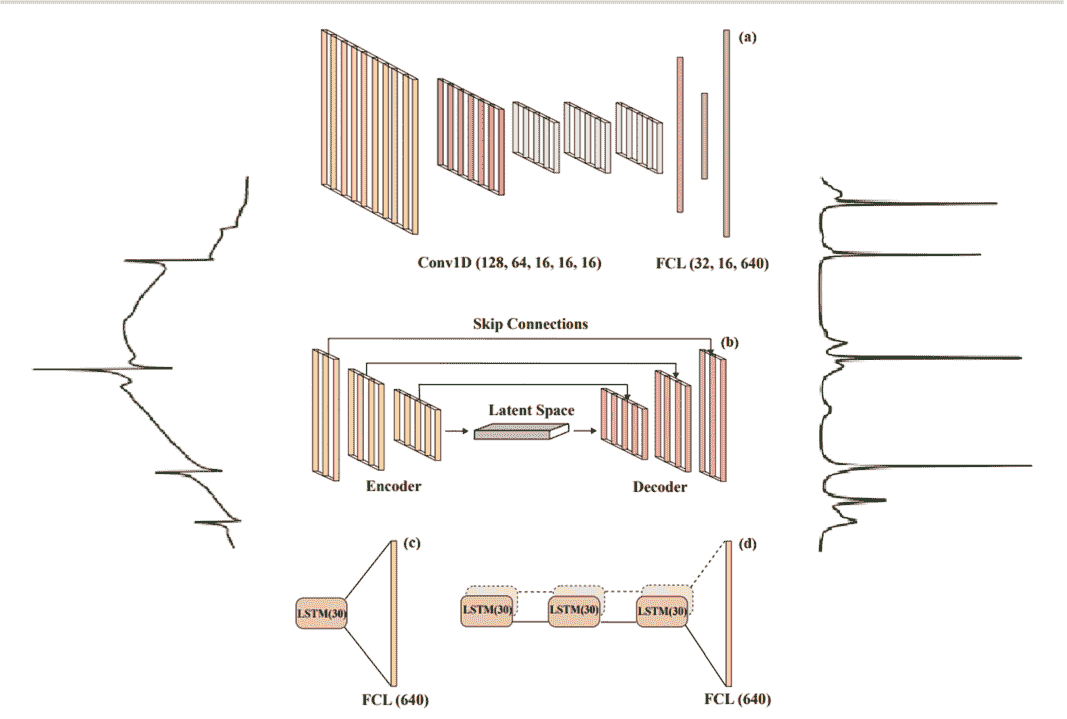 (a)
Conv1D (128, 64, 16, 16, 16)
FCL (32, 16, 640)
Skip Connections
(b)
Latent Space
Encoder
Decoder
(c)
LSTM(30)
FCL (640)
(d)
LSTM(30)
LSTM(30)
LSTM(30)
FCL (640)